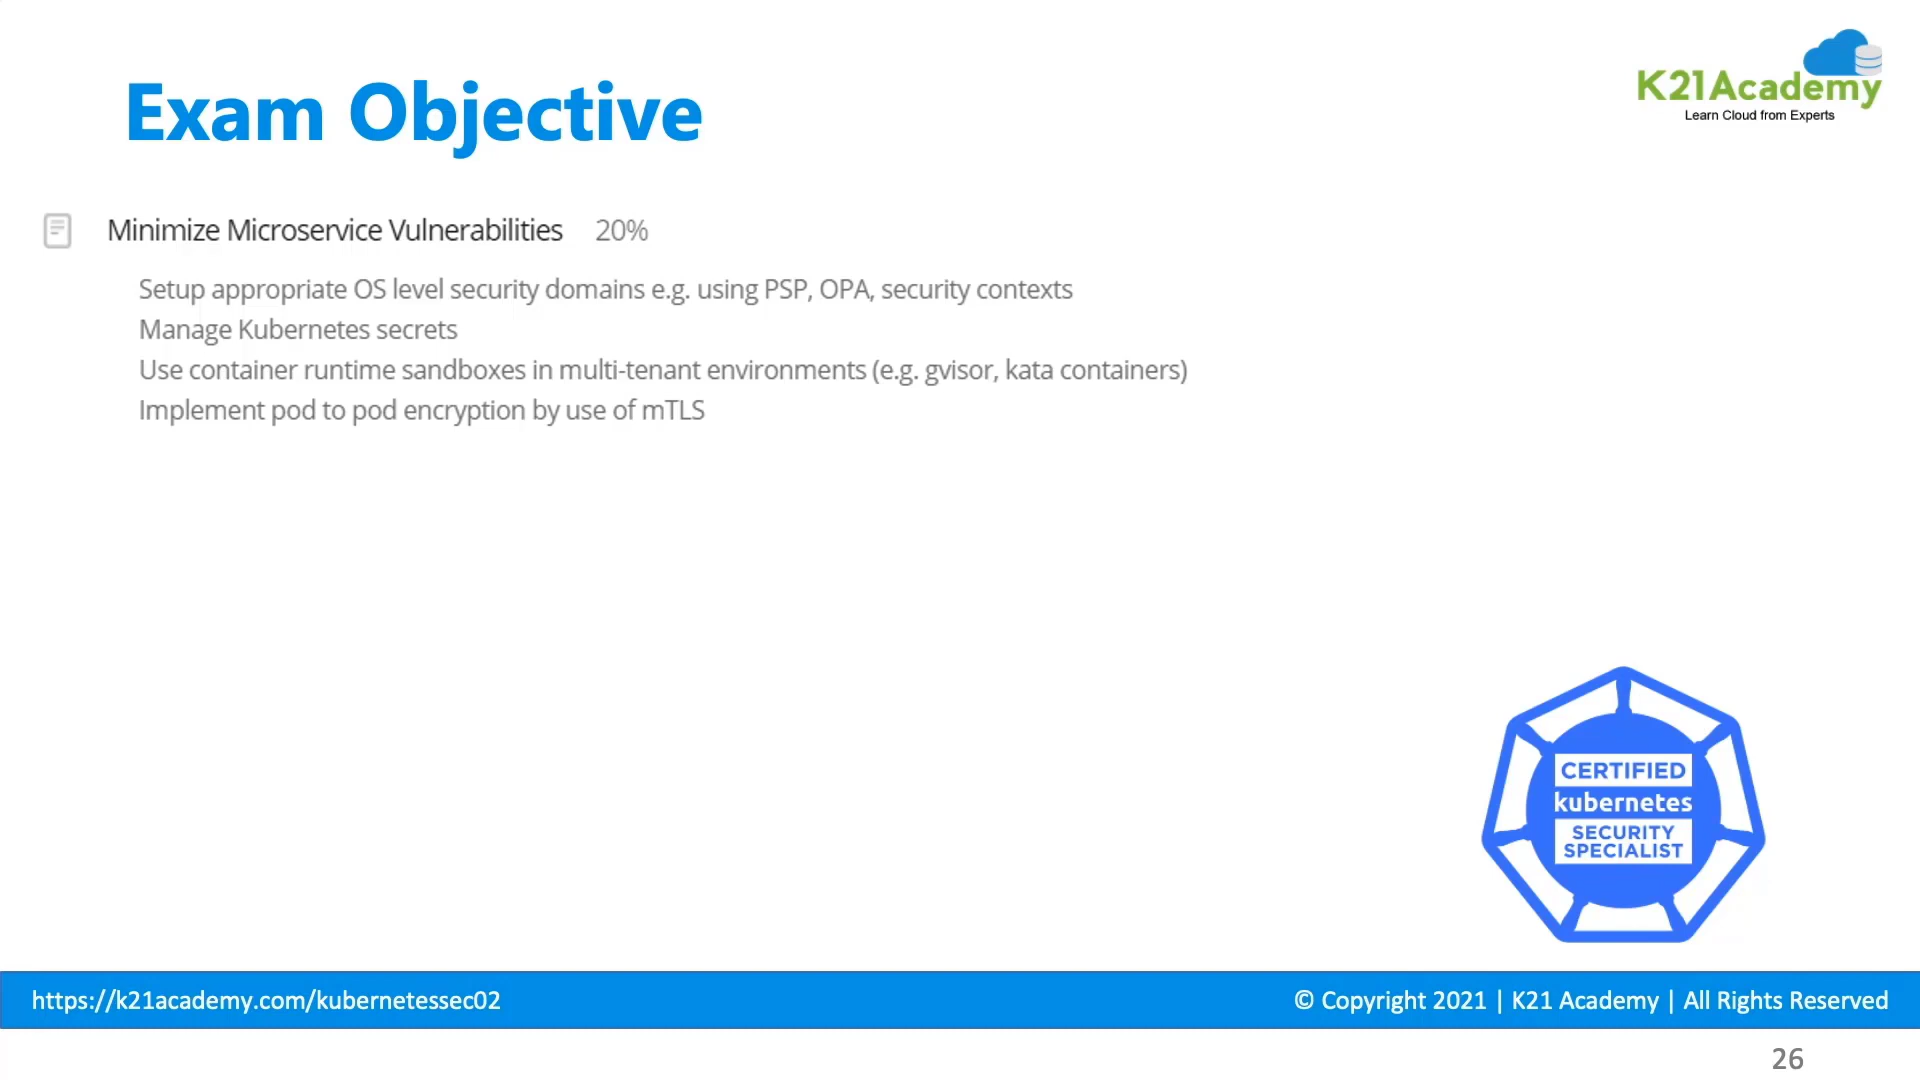 K21Academy
Learn Cloud from Experts
Exam Objective
Minimize Microservice Vulnerabilities 20%
Setup appropriate OS level security domains e.g. using PSP, OPA, security contexts
Manage Kubernetes secrets
Use container runtime sandboxes in multi-tenant environments (e.g. gvisor, kata containers)
Implement pod to pod encryption by use of mTLS
CERTIFIED
kubernetes
SECURITY
SPECIALIST
https://k21academy.com/kubernetessec02
© Copyright 2021 | K21 Academy | All Rights Reserved
26